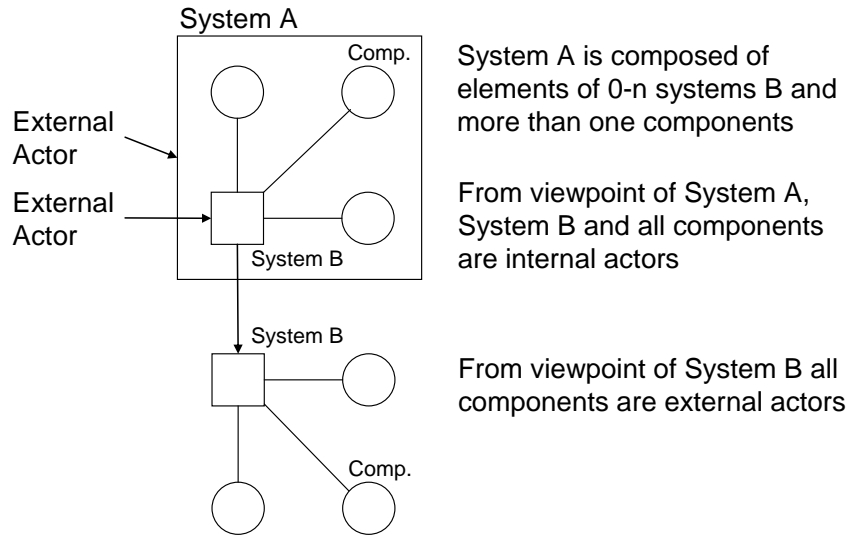 System A
Comp.
System A is composed of
elements of 0-n systems B and
more than one components
External
Actor
External
Actor
From viewpoint of System A,
System B and all components
are internal actors
System B
System B
From viewpoint of System B all
components are external actors
Comp.